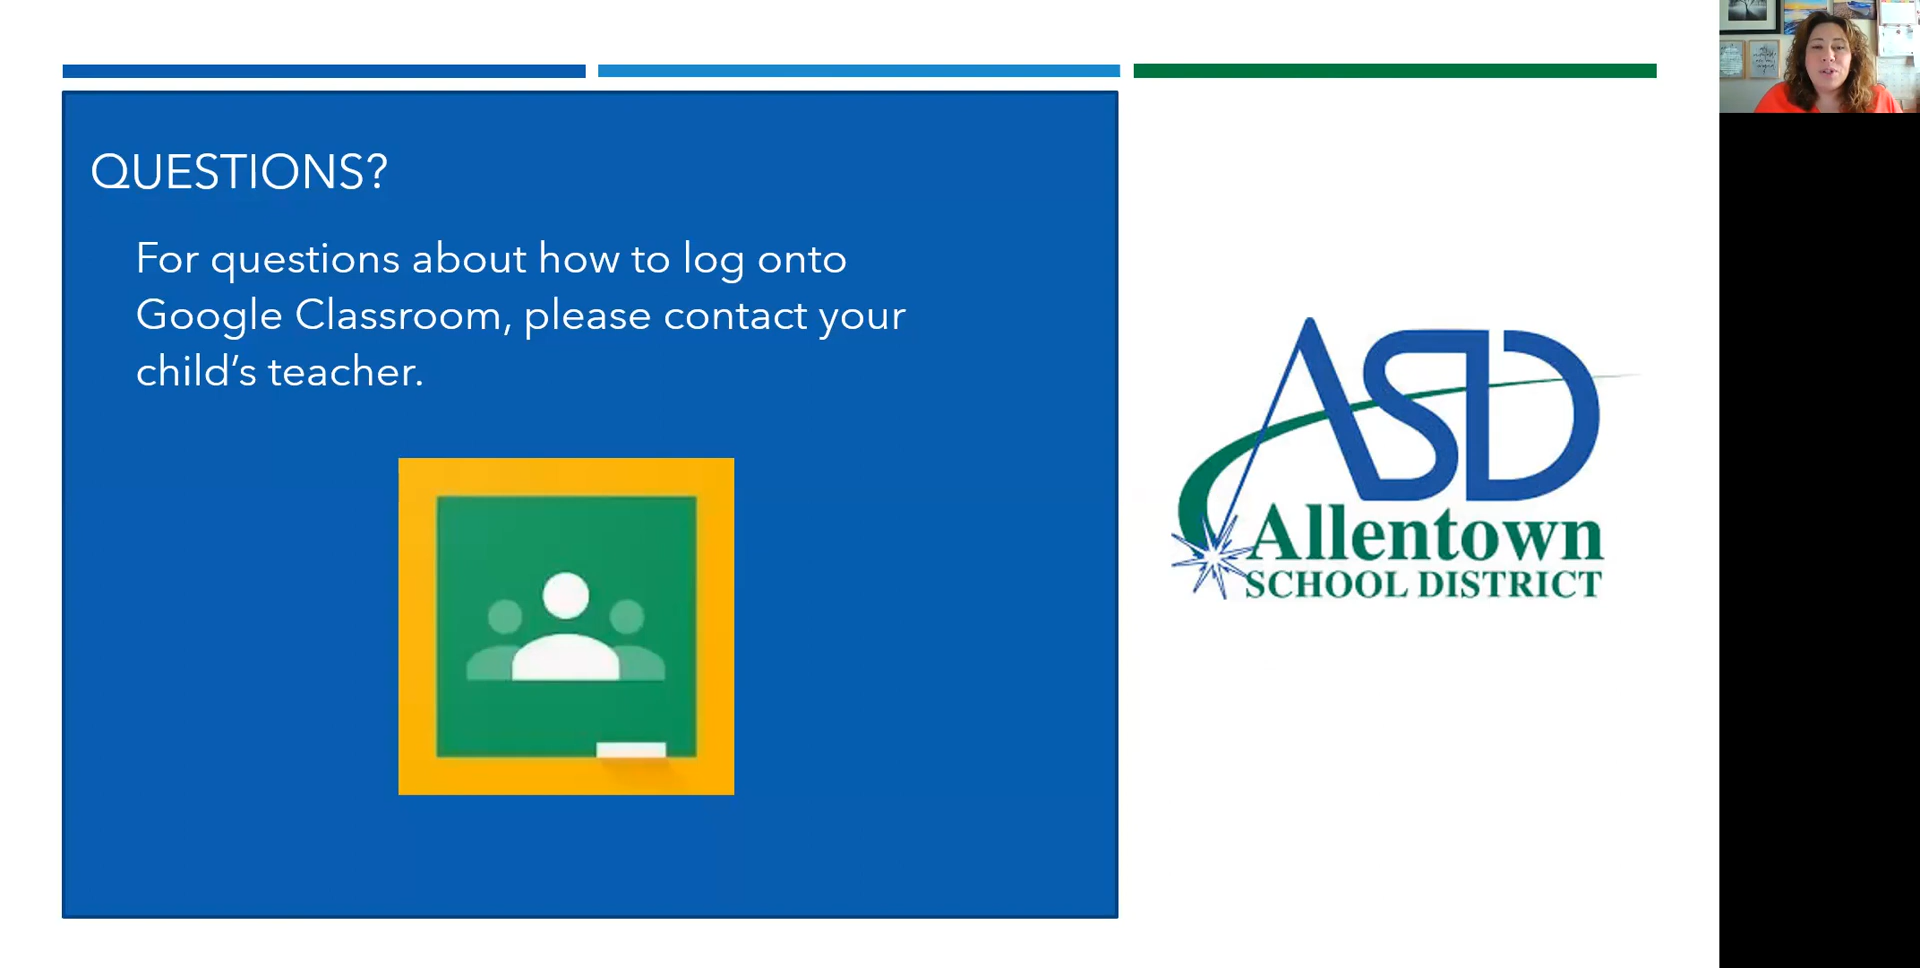 QUESTIONS?
For questions about how to log onto
Google Classroom, please contact your
child’s teacher.
ASD
Allentown
SCHOOL DISTRICT